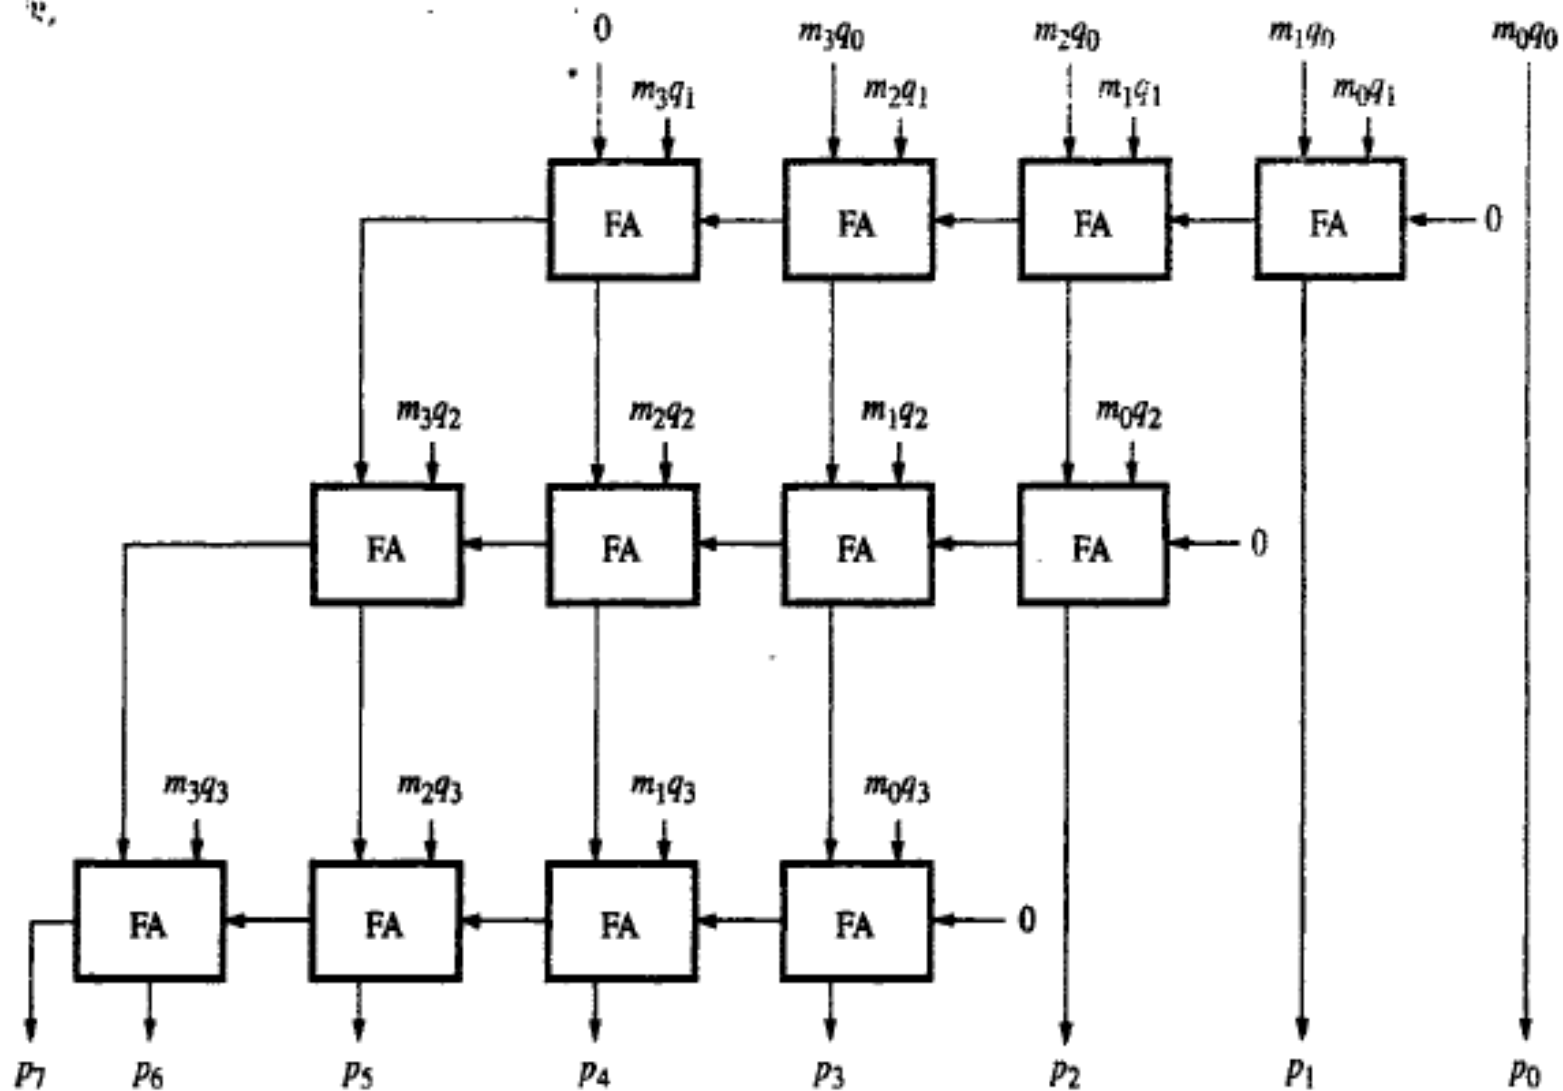 0 m₃q₀ m₂q₀ m₁q₀ m₀q₀
m₃q₁ m₂q₁ m₁q₁ m₀q₁
FA FA FA FA 0
m₃q₂ m₂q₂ m₁q₂ m₀q₂
FA FA FA FA 0
m₃q₃ m₂q₃ m₁q₃ m₀q₃
FA FA FA FA 0
p₇ p₆ p₅ p₄ p₃ p₂ p₁ p₀